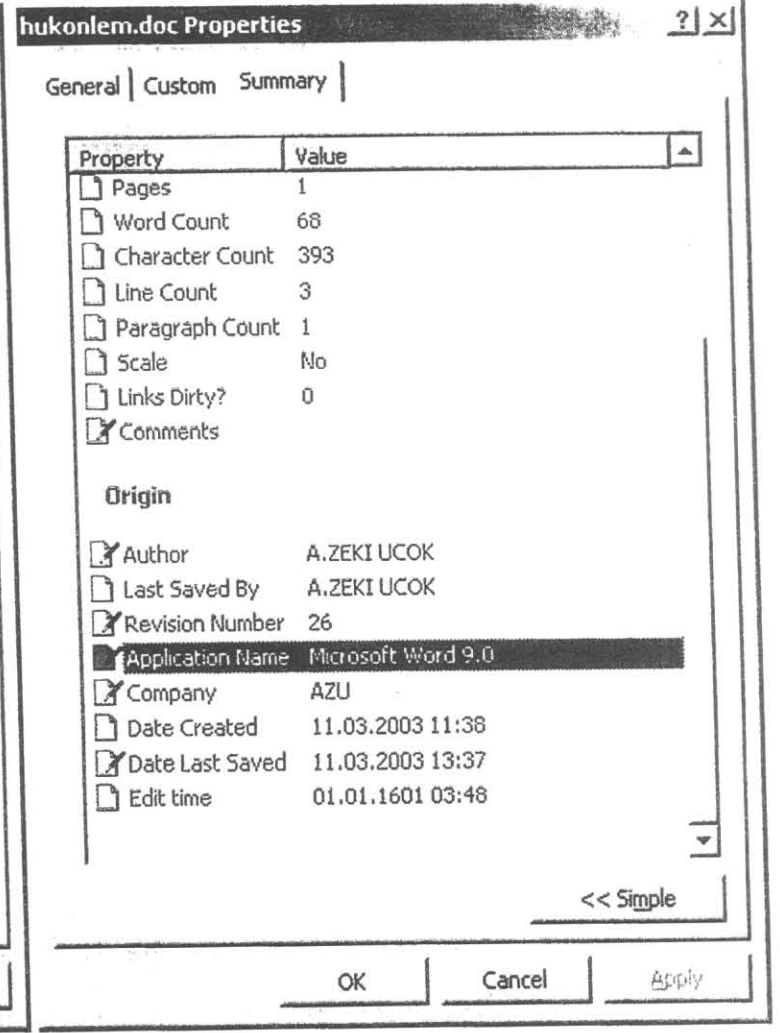 hukonlem.doc Properties
General Custom Summary
Property Value
Pages 1
Word Count 68
Character Count 393
Line Count 3
Paragraph Count 1
Scale No
Links Dirty? 0
Comments
Origin
Author A.ZEKI UCOK
Last Saved By A.ZEKI UCOK
Revision Number 26
Application Name Microsoft Word 9.0
Company AZU
Date Created 11.03.2003 11:38
Date Last Saved 11.03.2003 13:37
Edit time 01.01.1601 03:48
<< Simple
OK Cancel Apply